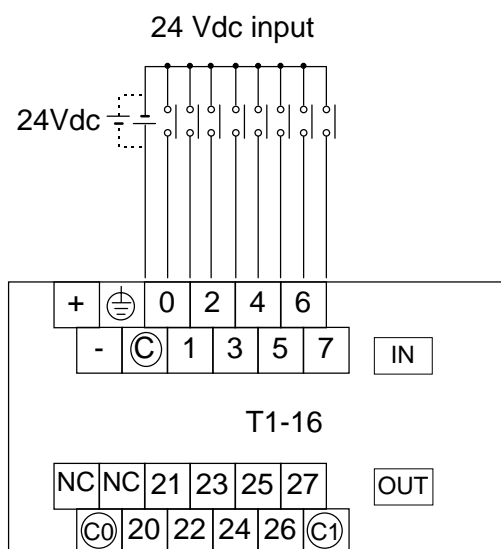 24 Vdc input
24Vdc
+ 0 2 4 6
- C 1 3 5 7 IN
T1-16
NC NC 21 23 25 27 OUT
C0 20 22 24 26 C1